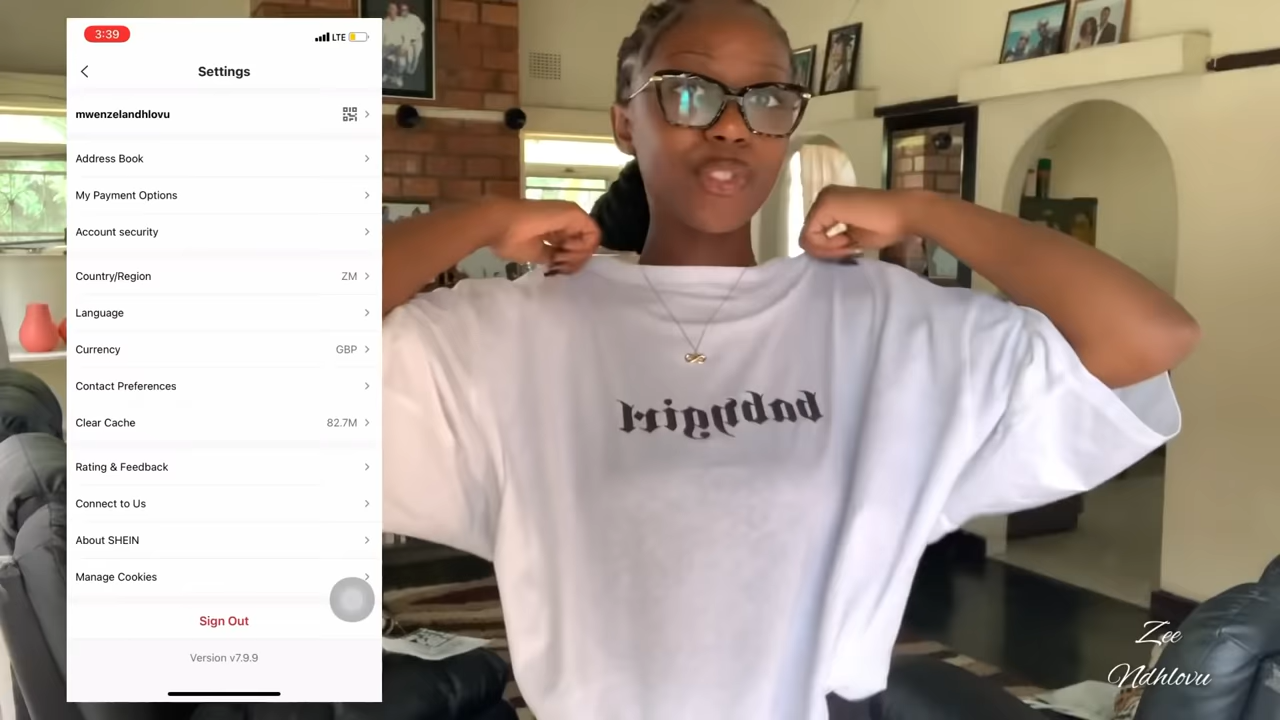 3:39
LTE
Settings
mwenzelandhlovu
Address Book
My Payment Options
Account security
Country/Region ZM
Language
Currency GBP
Contact Preferences
Clear Cache 82.7M
Rating & Feedback
Connect to Us
About SHEIN
Manage Cookies
Sign Out
Version v7.9.9
babygirl
Zee
Ndhlovu